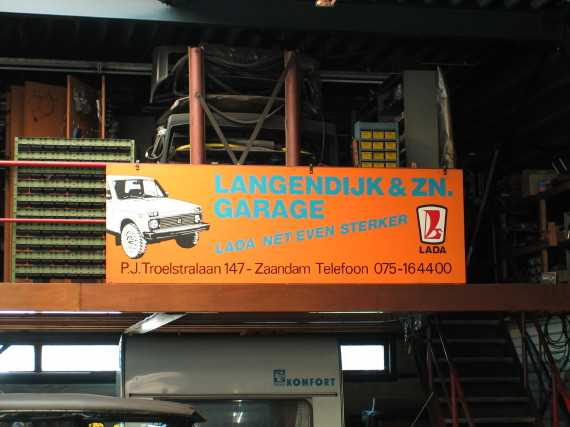 LANGENDIJK & ZN.
GARAGE
LADA NET EVEN STERKER
LADA
P.J. Troelstralaan 147 - Zaandam Telefoon 075-164400
KONFORT